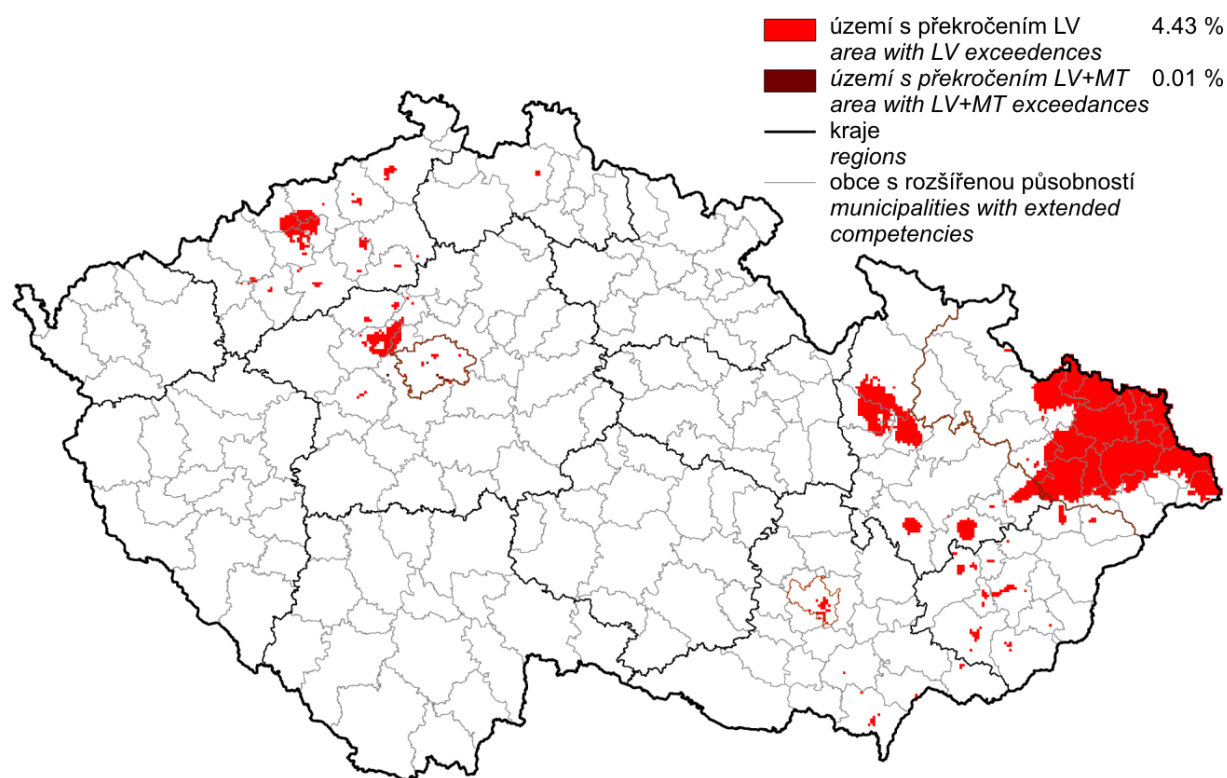 území s překročením LV 4.43 %
area with LV exceedences
území s překročením LV+MT 0.01 %
area with LV+MT exceedances
kraje
regions
obce s rozšířenou působností
municipalities with extended
competencies